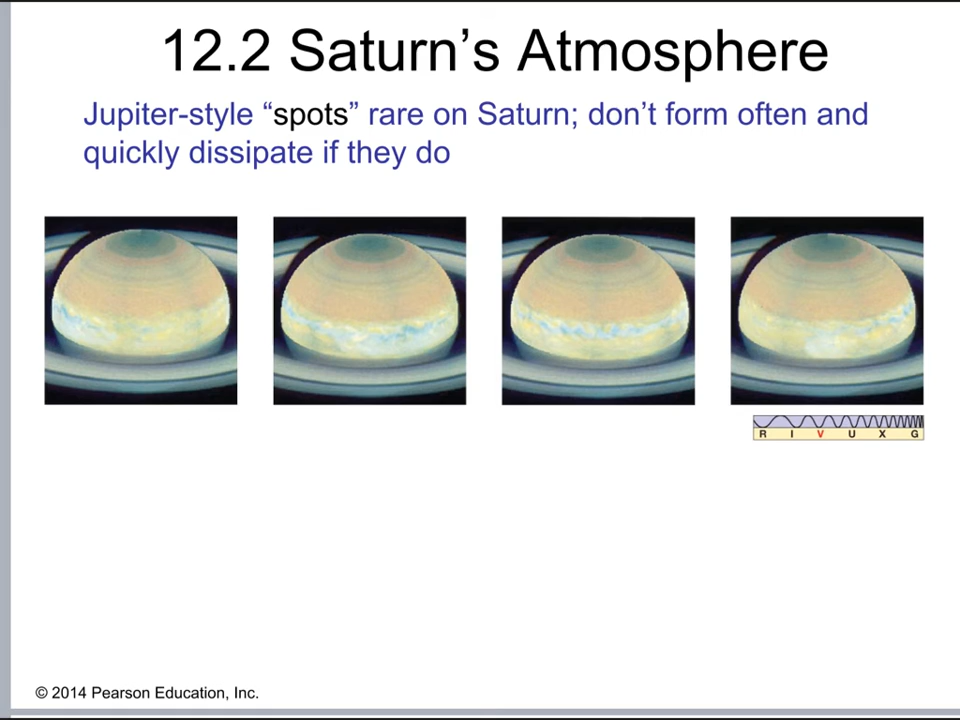 12.2 Saturn’s Atmosphere
Jupiter-style “spots” rare on Saturn; don’t form often and
quickly dissipate if they do
R I V U X G
© 2014 Pearson Education, Inc.